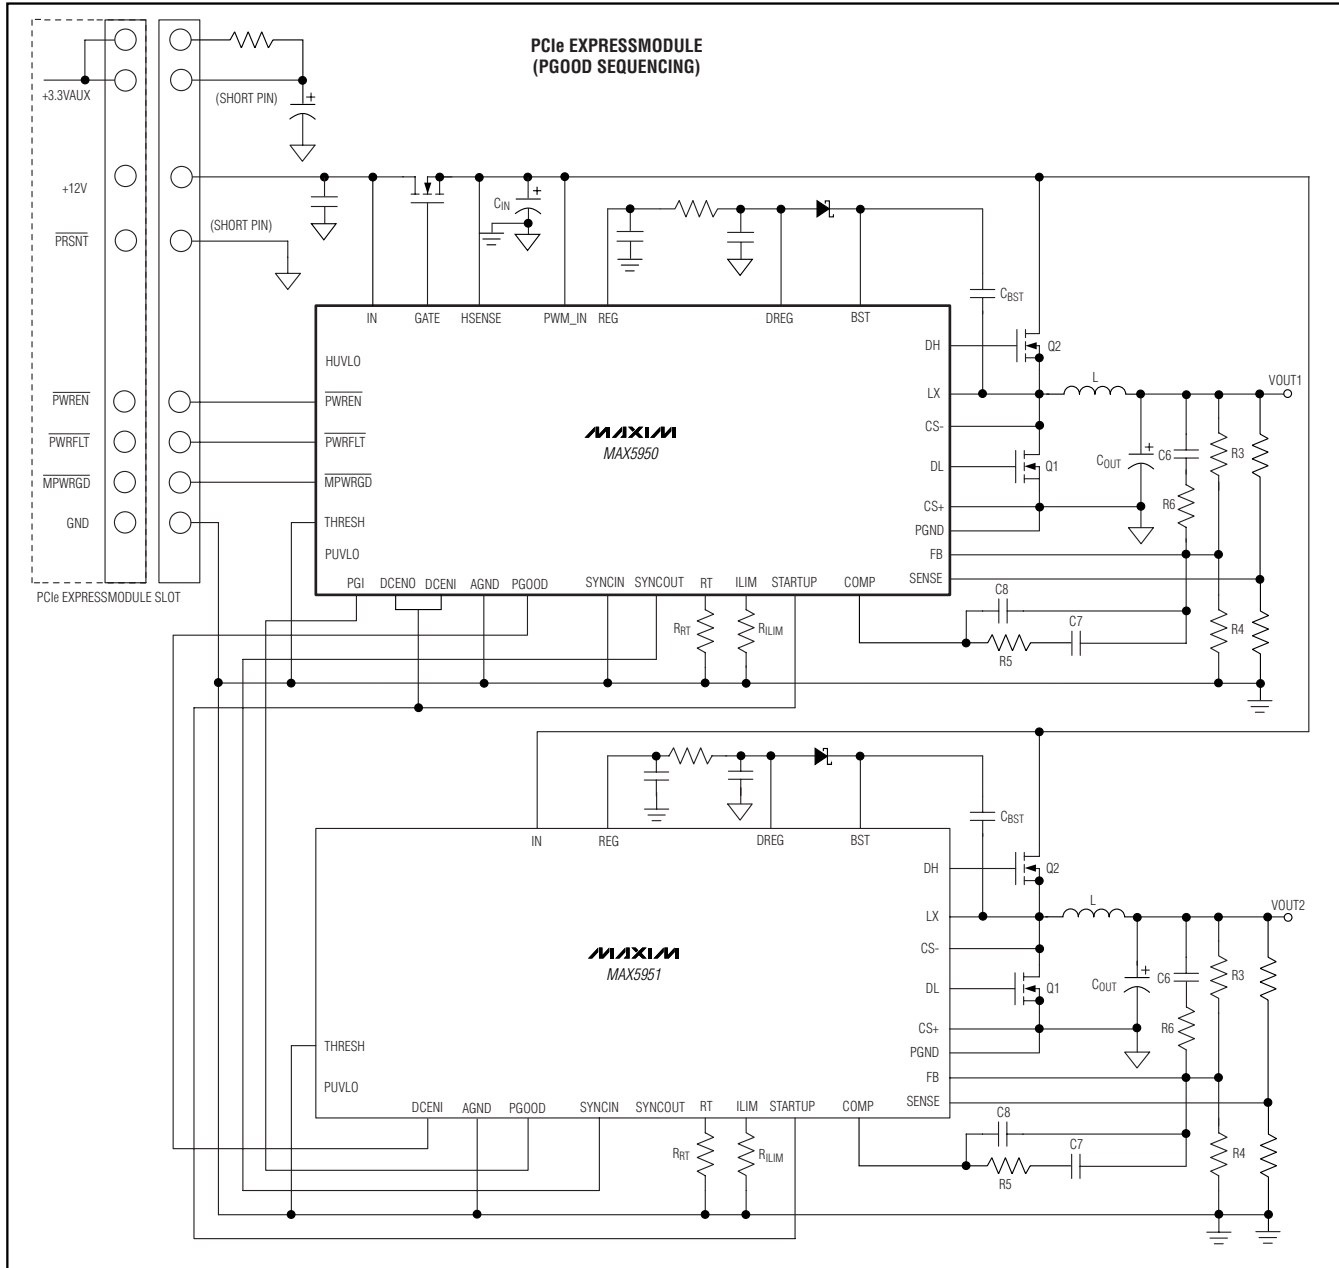 PCIe EXPRESSMODULE
(PGOOD SEQUENCING)
+3.3VAUX
(SHORT PIN)
+12V
PRSNT
(SHORT PIN)
PWREN
PWRFLT
MPWRGD
GND
PCIe EXPRESSMODULE SLOT
CIN
IN GATE HSENSE PWM_IN REG DREG BST
HUVLO
PWREN
PWRFLT
MPWRGD
THRESH
PUVLO
MAXIM
MAX5950
DH
LX
CS-
DL
CS+
PGND
FB
SENSE
PGI DCENO DCENI AGND PGOOD SYNCIN SYNCOUT RT ILIM STARTUP COMP
CBST
Q2
L
VOUT1
Q1
COUT
C6
R3
R6
C8
C7
R5
R4
RRT
RILIM
IN REG DREG BST
MAXIM
MAX5951
THRESH
PUVLO
DH
LX
CS-
DL
CS+
PGND
FB
SENSE
DCENI AGND PGOOD SYNCIN SYNCOUT RT ILIM STARTUP COMP
CBST
Q2
L
VOUT2
Q1
COUT
C6
R3
R6
C8
C7
R5
R4
RRT
RILIM